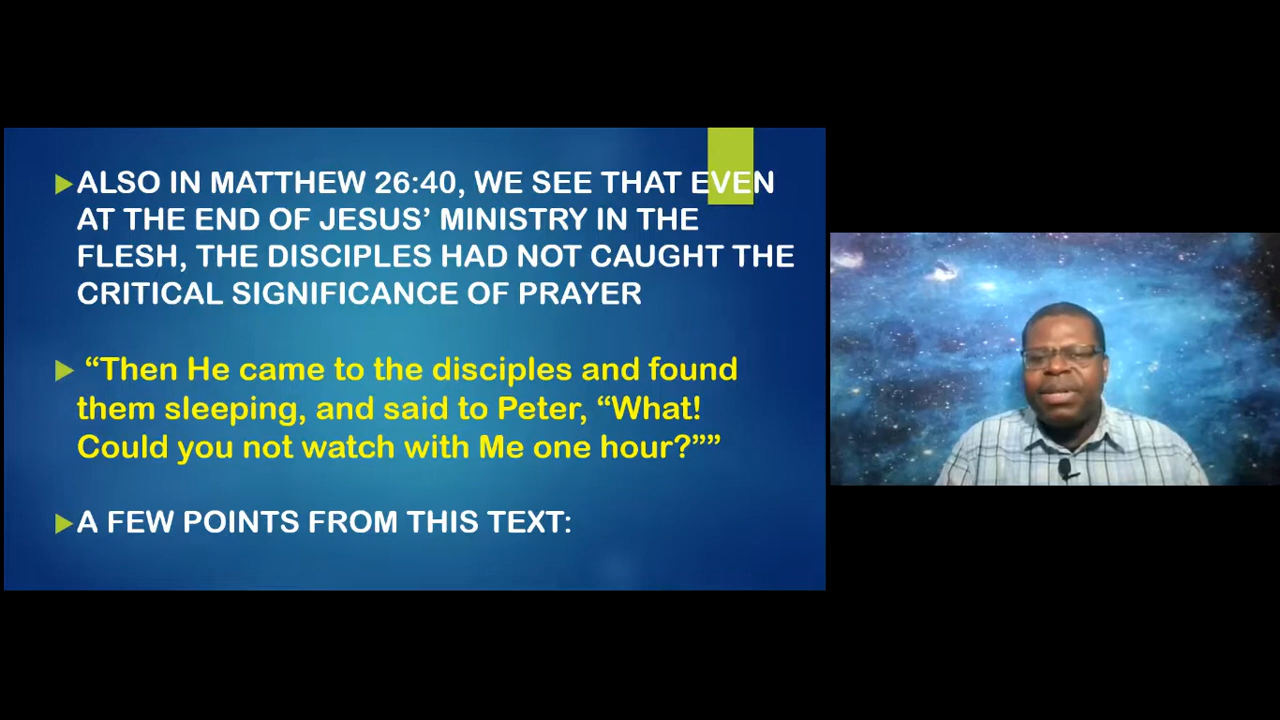 ALSO IN MATTHEW 26:40, WE SEE THAT EVEN
AT THE END OF JESUS’ MINISTRY IN THE
FLESH, THE DISCIPLES HAD NOT CAUGHT THE
CRITICAL SIGNIFICANCE OF PRAYER
“Then He came to the disciples and found
them sleeping, and said to Peter, “What!
Could you not watch with Me one hour?””
A FEW POINTS FROM THIS TEXT: